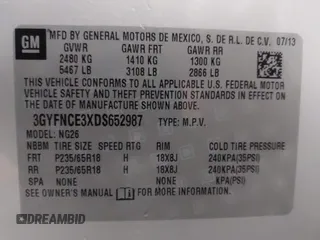 GM
MFD BY GENERAL MOTORS DE MEXICO, S. DE R.L. DE C.V. 07/13
GVWR GAWR FRT GAWR RR
2480 KG 1410 KG 1300 KG
5467 LB 3108 LB 2866 LB
THIS VEHICLE CONFORMS TO ALL APPLICABLE U.S. FEDERAL MOTOR
VEHICLE SAFETY AND THEFT PREVENTION STANDARDS IN EFFECT
ON THE DATE OF MANUFACTURE SHOWN ABOVE.
3GYFNCE3XDS652987 TYPE: M.P.V.
MODEL: NG26
NBBM TIRE SIZE SPEED RTG RIM COLD TIRE PRESSURE
FRT P235/65R18 H 18X8J 240KPA(35PSI)
RR P235/65R18 H 18X8J 240KPA(35PSI)
SPA N/A N/A KPA(PSI)
SEE OWNER'S MANUAL FOR ADDITIONAL INFORMATION.
DREAMBID